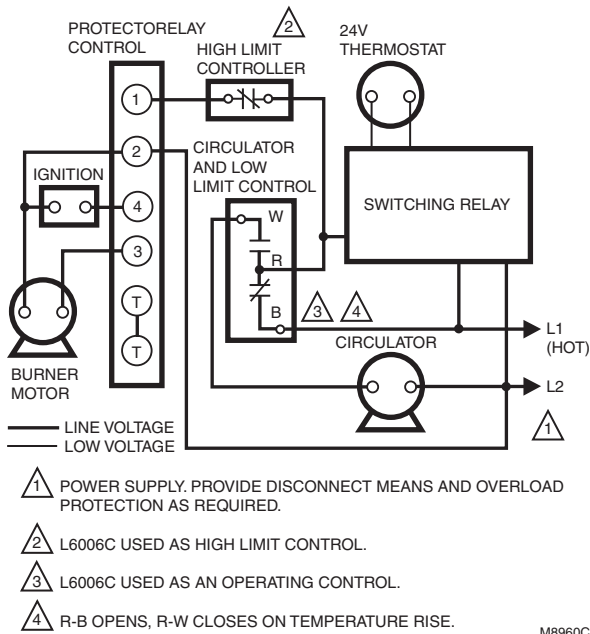 PROTECTORELAY
CONTROL
2
HIGH LIMIT
CONTROLLER
24V
THERMOSTAT
1
2
IGNITION
4
3
T
T
BURNER
MOTOR
CIRCULATOR
AND LOW
LIMIT CONTROL
W
R
B
3
4
SWITCHING RELAY
CIRCULATOR
L1
(HOT)
L2
1
LINE VOLTAGE
LOW VOLTAGE
1 POWER SUPPLY. PROVIDE DISCONNECT MEANS AND OVERLOAD
PROTECTION AS REQUIRED.
2 L6006C USED AS HIGH LIMIT CONTROL.
3 L6006C USED AS AN OPERATING CONTROL.
4 R-B OPENS, R-W CLOSES ON TEMPERATURE RISE.
M8960C